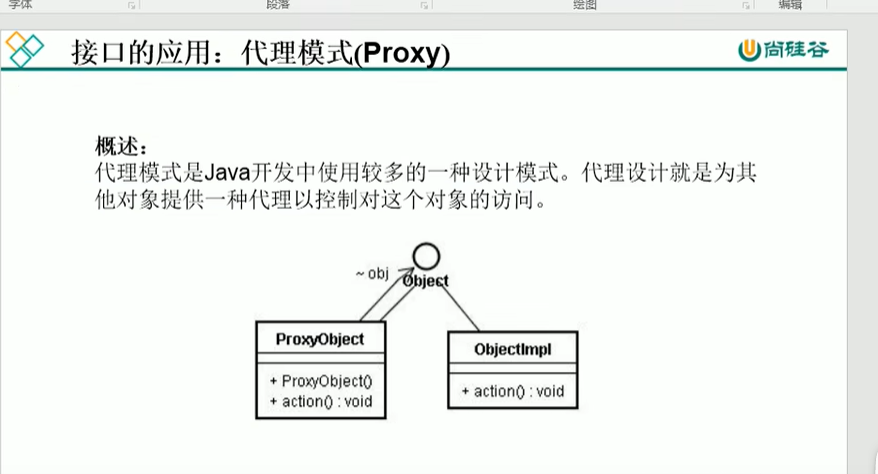 字体
段落
绘图
编辑
接口的应用：代理模式(Proxy)
尚硅谷
概述：
代理模式是Java开发中使用较多的一种设计模式。代理设计就是为其
他对象提供一种代理以控制对这个对象的访问。
~ obj
Object
ProxyObject
+ ProxyObject()
+ action() : void
ObjectImpl
+ action() : void